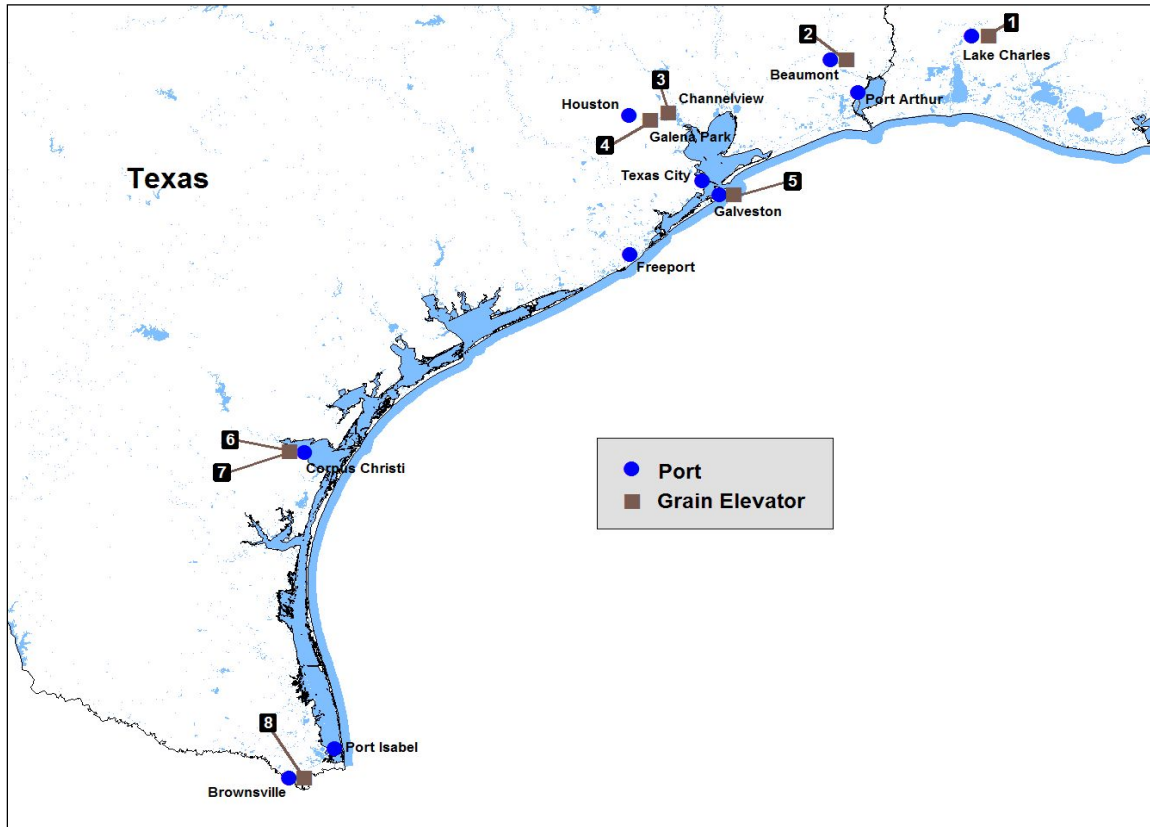 1
2
Lake Charles
Beaumont
3
Port Arthur
Channelview
Houston
Galena Park
4
Texas
Texas City
5
Galveston
Freeport
6
7
Corpus Christi
Port
Grain Elevator
8
Port Isabel
Brownsville